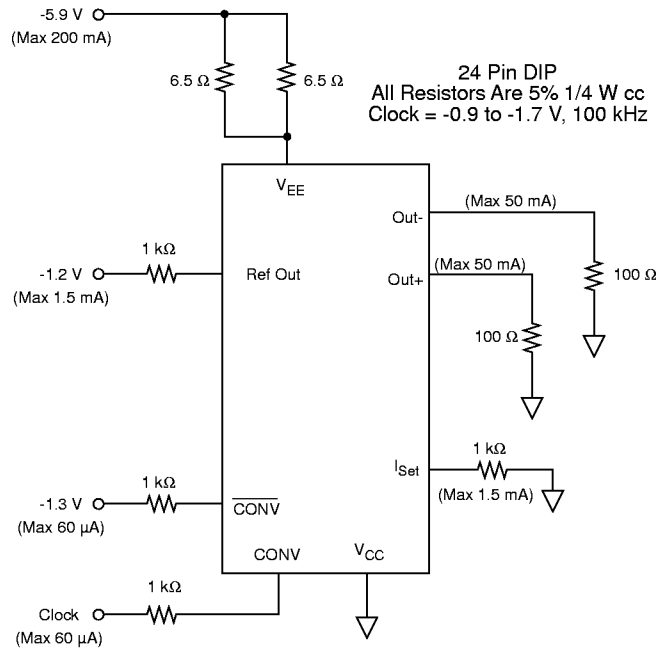 -5.9 V
(Max 200 mA)
6.5 Ω
6.5 Ω
24 Pin DIP
All Resistors Are 5% 1/4 W cc
Clock = -0.9 to -1.7 V, 100 kHz
VEE
(Max 50 mA)
Out-
1 kΩ
-1.2 V
(Max 1.5 mA)
Ref Out
(Max 50 mA)
Out+
100 Ω
100 Ω
1 kΩ
ISet
(Max 1.5 mA)
1 kΩ
-1.3 V
(Max 60 µA)
CONV
CONV
VCC
1 kΩ
Clock
(Max 60 µA)